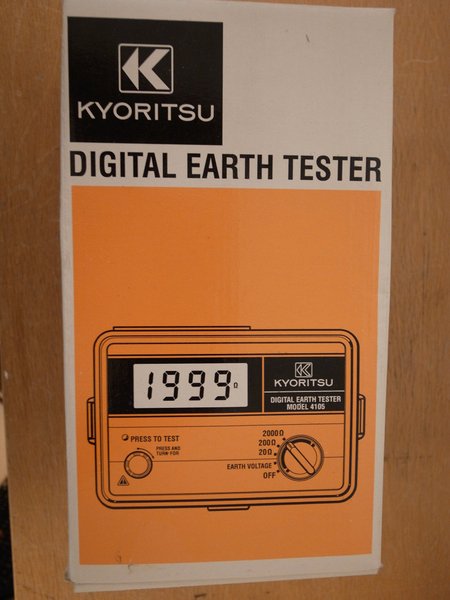 KYORITSU
DIGITAL EARTH TESTER
1999Ω
KYORITSU
DIGITAL EARTH TESTER
MODEL 4105
PRESS TO TEST
PRESS AND
TURN FOR
2000Ω
200Ω
20Ω
EARTH VOLTAGE
OFF